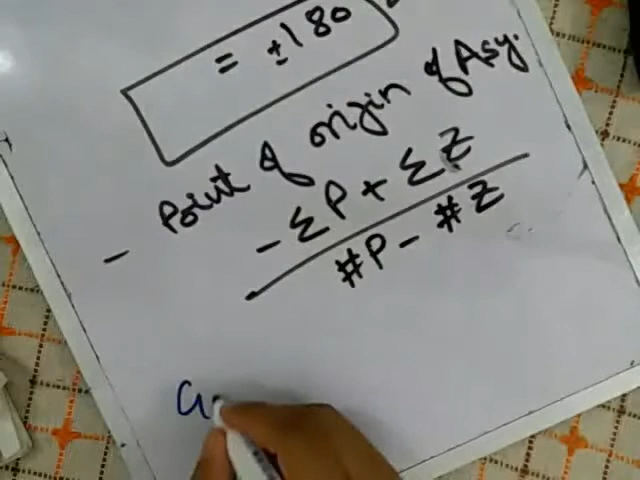 = ±180
- Point of origin of Asy.
- ΣP + ΣZ
#P - #Z